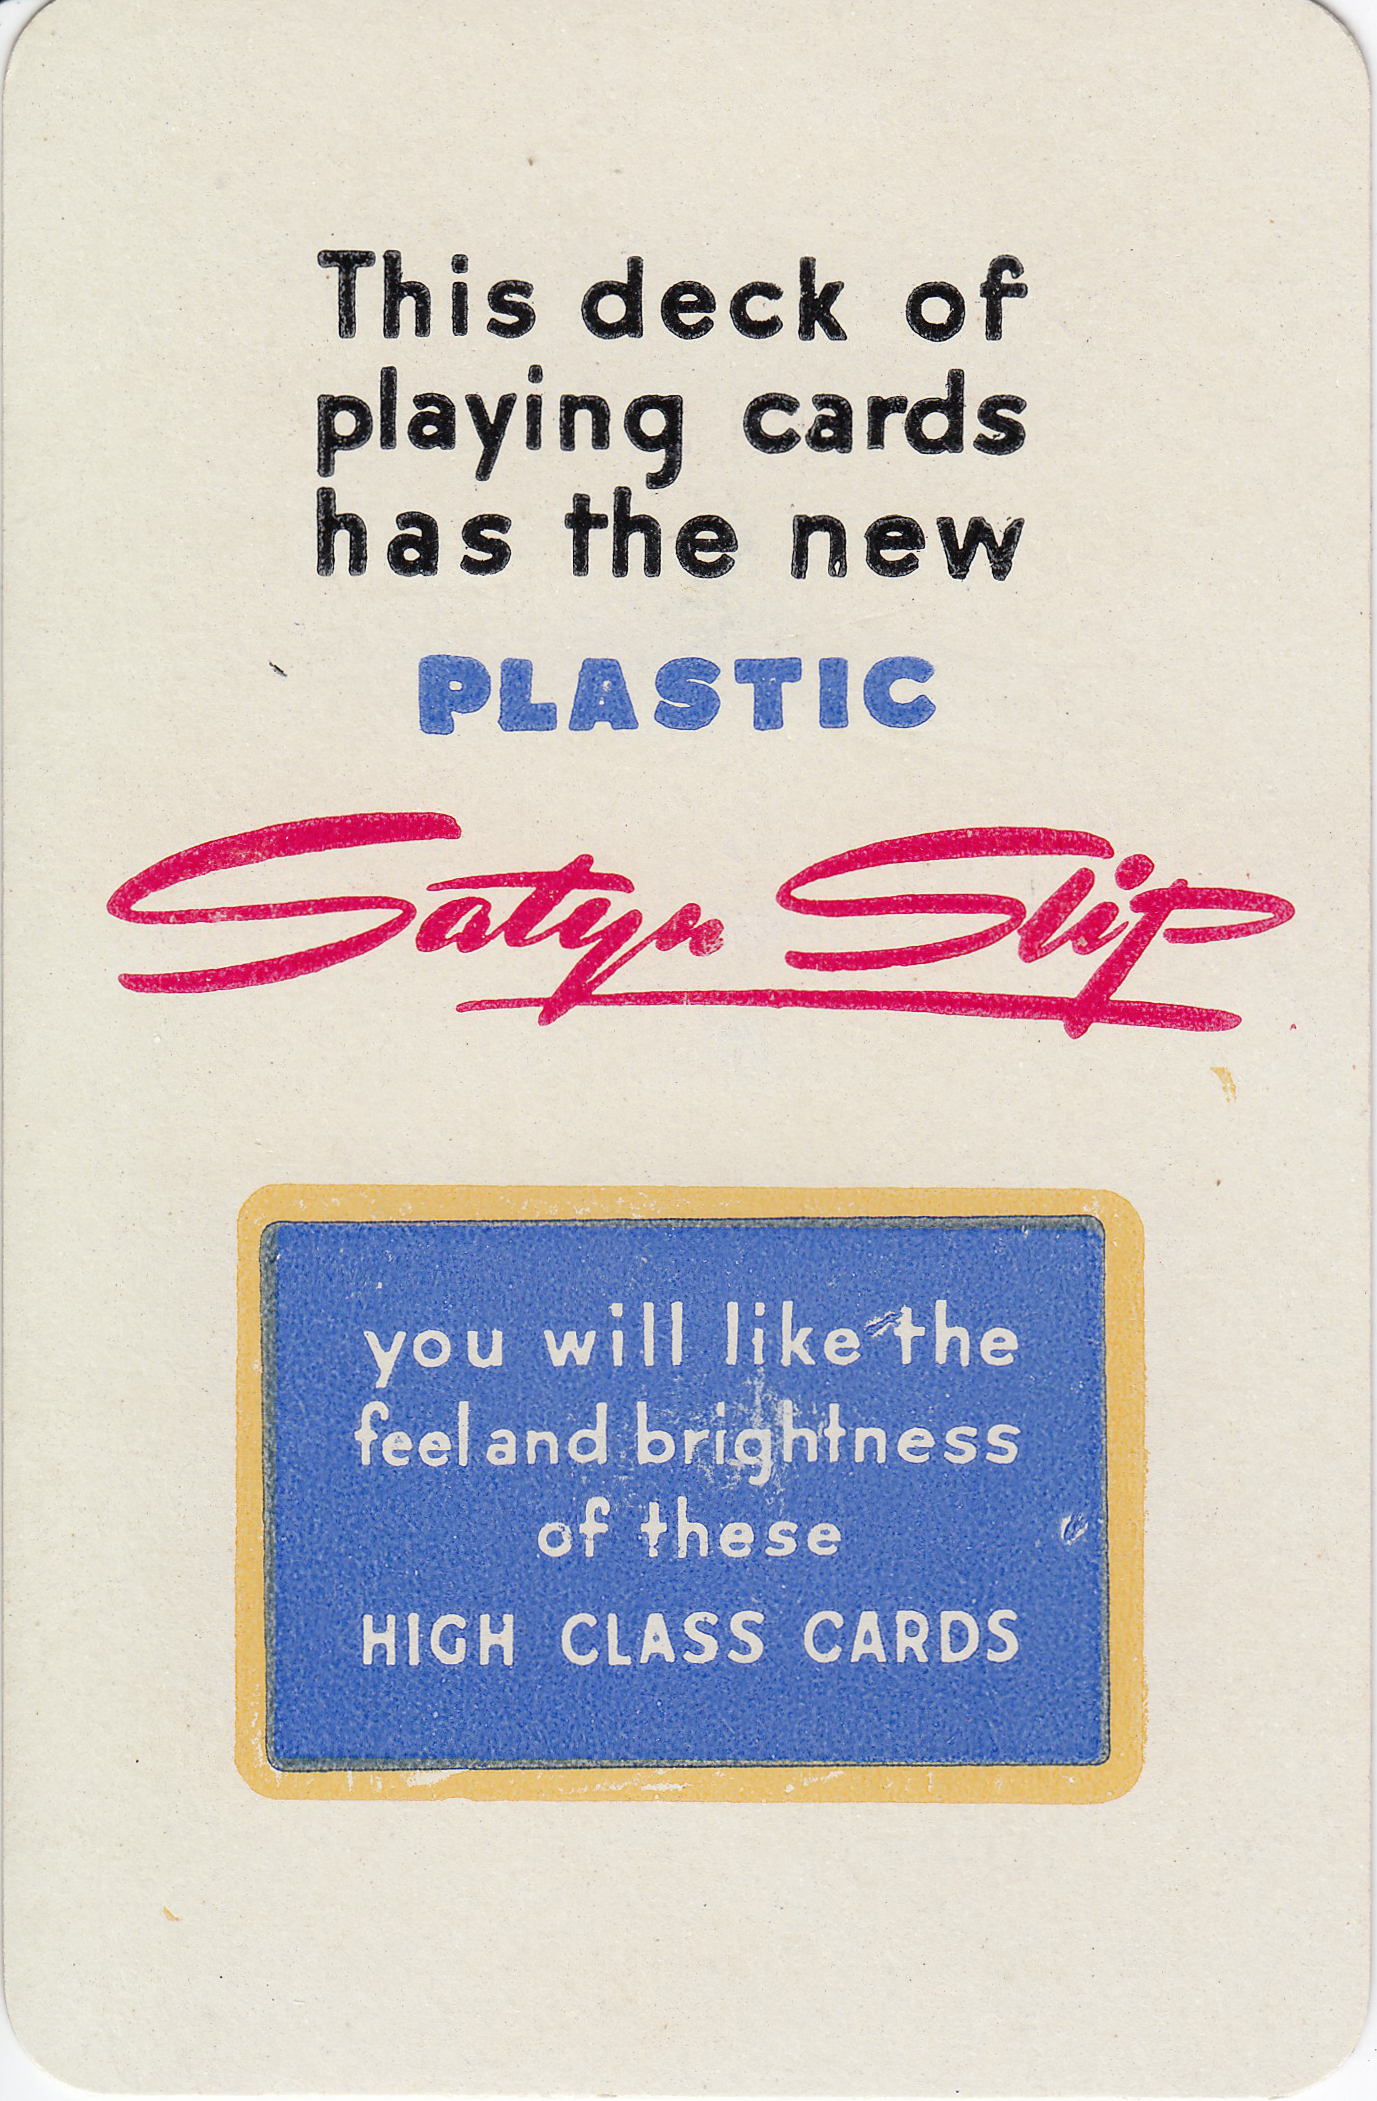 This deck of
playing cards
has the new
PLASTIC
Satyn Slip
you will like the
feel and brightness
of these
HIGH CLASS CARDS